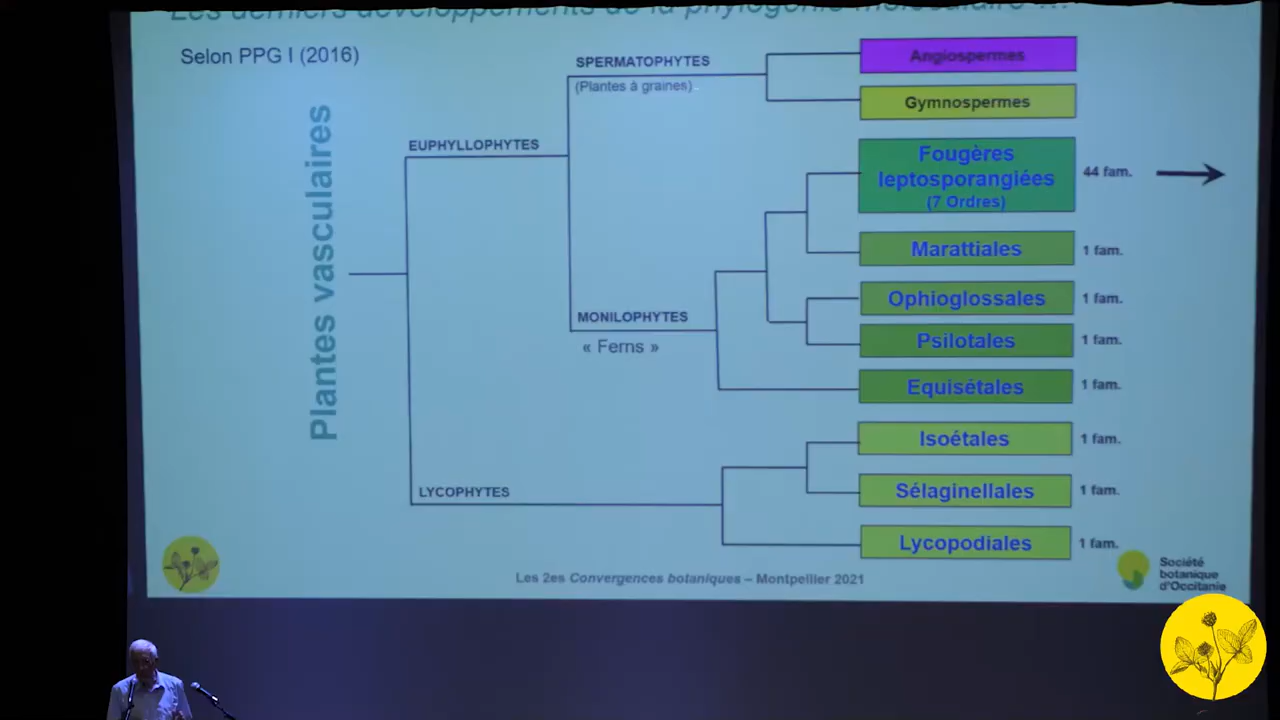 Les derniers développements de la phylogénie moléculaire ...
Selon PPG I (2016)
Plantes vasculaires
EUPHYLLOPHYTES
SPERMATOPHYTES
(Plantes à graines)
Angiospermes
Gymnospermes
MONILOPHYTES
« Ferns »
Fougères
leptosporangiées
(7 Ordres)
44 fam.
Marattiales
1 fam.
Ophioglossales
1 fam.
Psilotales
1 fam.
Equisétales
1 fam.
LYCOPHYTES
Isoétales
1 fam.
Sélaginellales
1 fam.
Lycopodiales
1 fam.
Les 2es Convergences botaniques – Montpellier 2021
Société
botanique
d'Occitanie